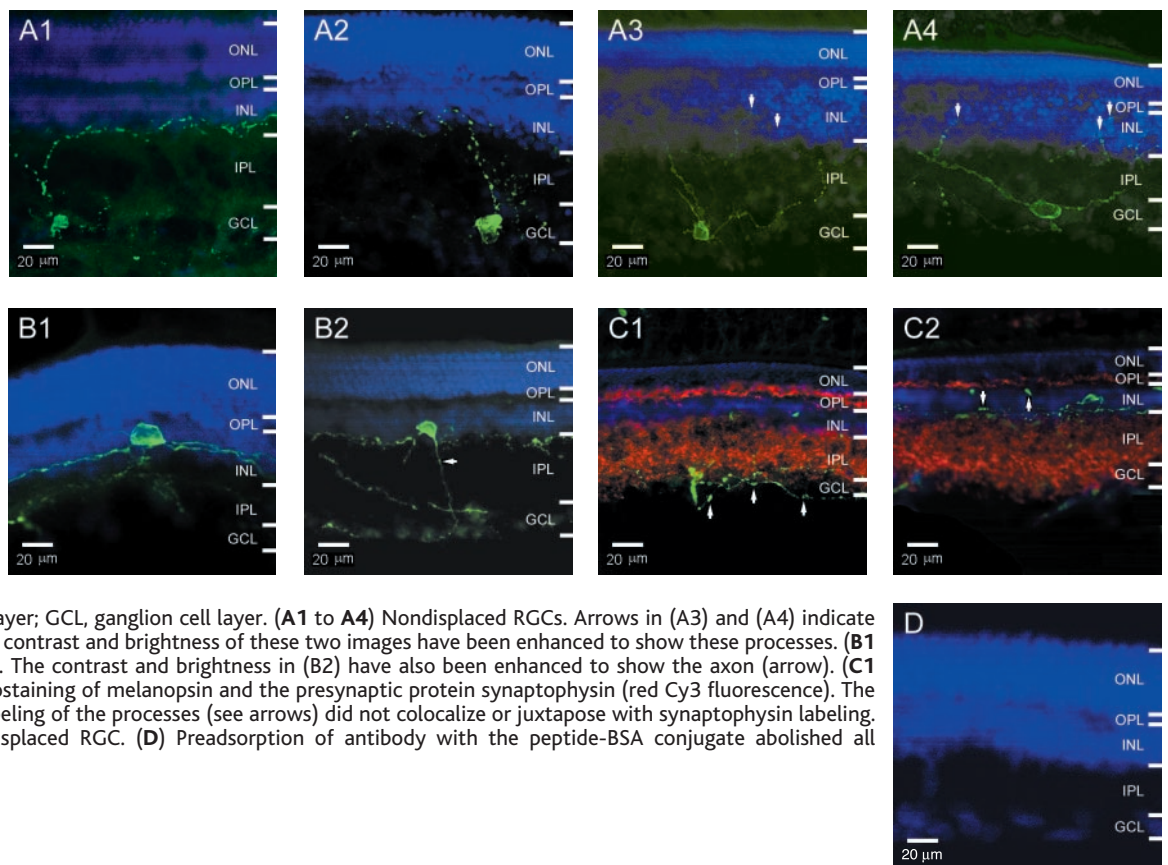 A1
ONL
OPL
INL
IPL
GCL
20 µm
A2
ONL
OPL
INL
IPL
GCL
20 µm
A3
ONL
OPL
INL
IPL
GCL
20 µm
A4
ONL
OPL
INL
IPL
GCL
20 µm
B1
ONL
OPL
INL
IPL
GCL
20 µm
B2
ONL
OPL
INL
IPL
GCL
20 µm
C1
ONL
OPL
INL
IPL
GCL
20 µm
C2
ONL
OPL
INL
IPL
GCL
20 µm
ayer; GCL, ganglion cell layer. (A1 to A4) Nondisplaced RGCs. Arrows in (A3) and (A4) indicate
contrast and brightness of these two images have been enhanced to show these processes. (B1
. The contrast and brightness in (B2) have also been enhanced to show the axon (arrow). (C1
ostaining of melanopsin and the presynaptic protein synaptophysin (red Cy3 fluorescence). The
eling of the processes (see arrows) did not colocalize or juxtapose with synaptophysin labeling.
splaced RGC. (D) Preadsorption of antibody with the peptide-BSA conjugate abolished all
D
ONL
OPL
INL
IPL
GCL
20 µm